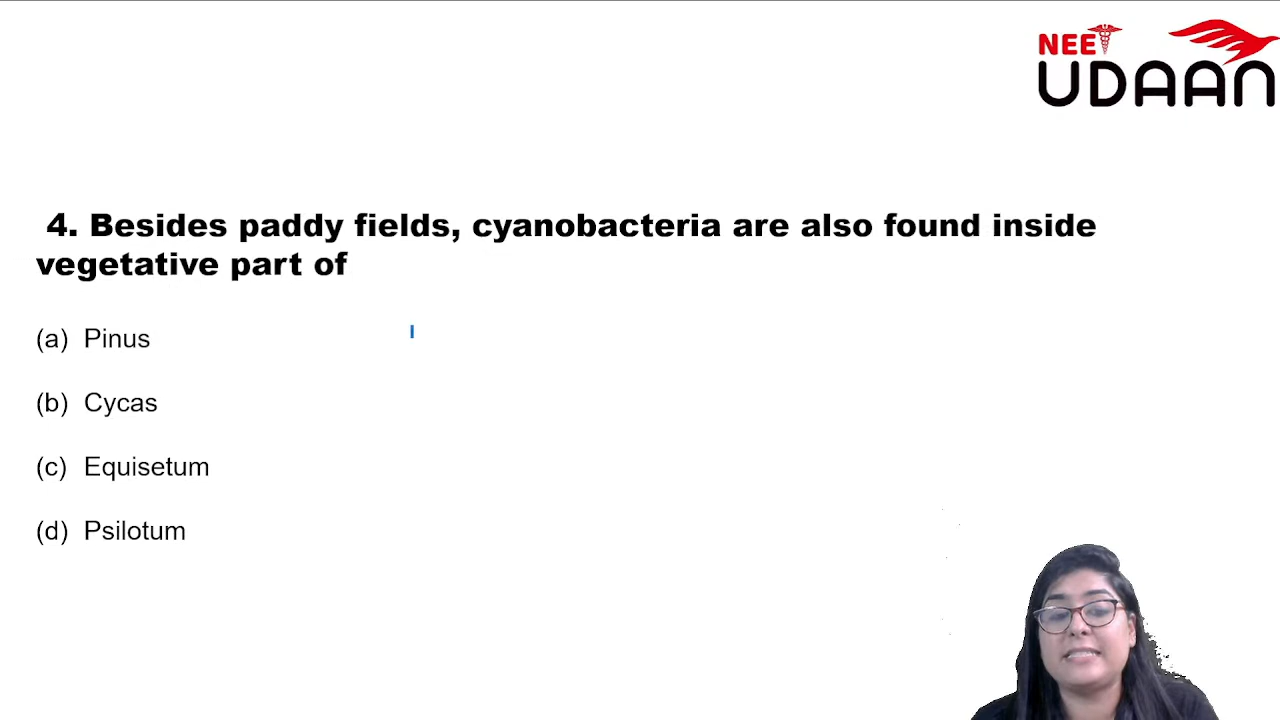 NEET
UDAAN
4. Besides paddy fields, cyanobacteria are also found inside
vegetative part of
(a) Pinus
(b) Cycas
(c) Equisetum
(d) Psilotum